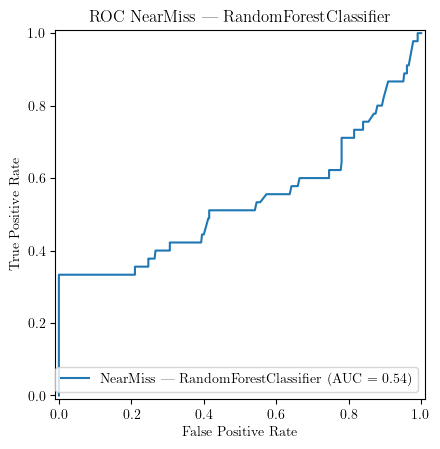 ROC NearMiss — RandomForestClassifier
True Positive Rate
1.0
0.8
0.6
0.4
0.2
0.0
NearMiss — RandomForestClassifier (AUC = 0.54)
0.0 0.2 0.4 0.6 0.8 1.0
False Positive Rate